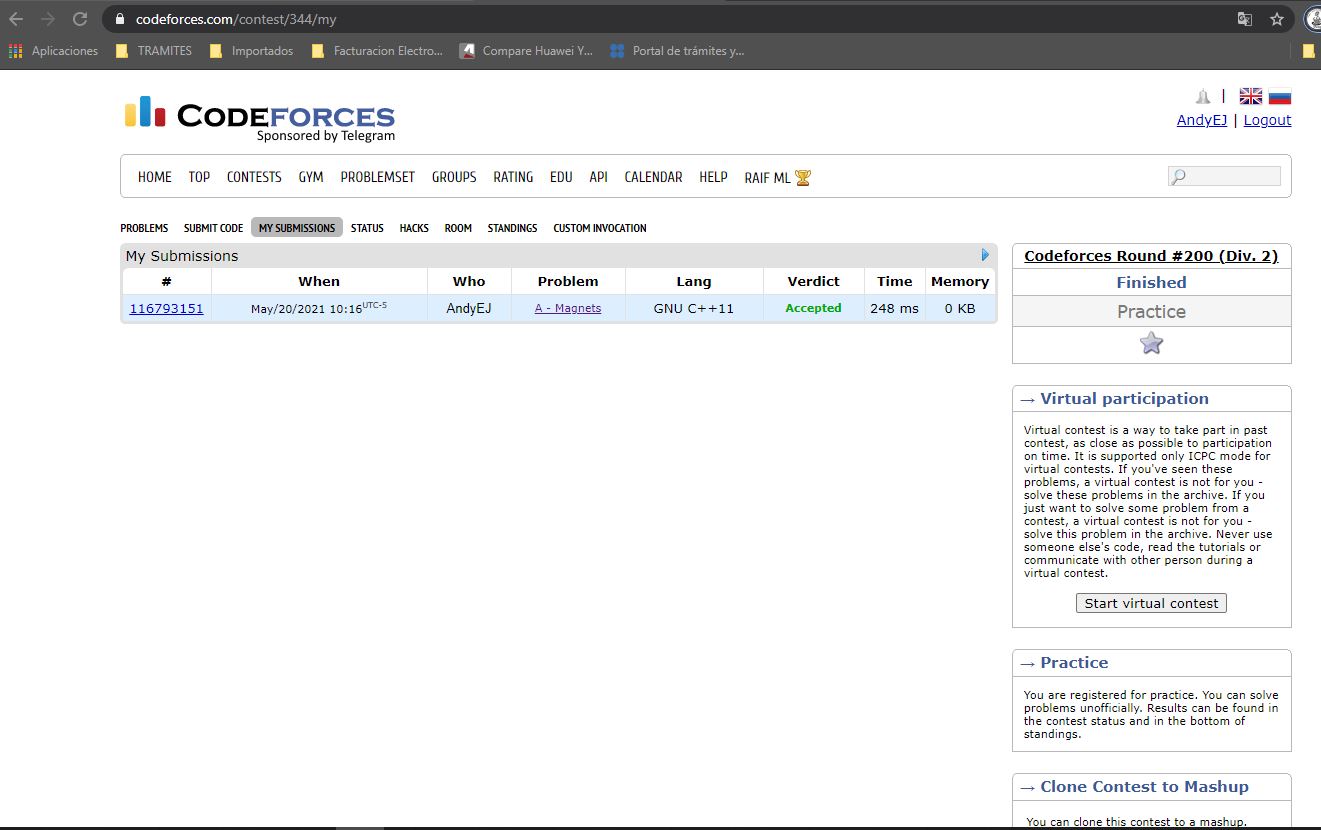 codeforces.com/contest/344/my
Aplicaciones TRAMITES Importados Facturacion Electro... Compare Huawei Y... Portal de trámites y...
CODEFORCES
Sponsored by Telegram
|
AndyEJ | Logout
HOME TOP CONTESTS GYM PROBLEMSET GROUPS RATING EDU API CALENDAR HELP RAIF ML
PROBLEMS SUBMIT CODE MY SUBMISSIONS STATUS HACKS ROOM STANDINGS CUSTOM INVOCATION
My Submissions
# When Who Problem Lang Verdict Time Memory
116793151 May/20/2021 10:16 UTC-5 AndyEJ A - Magnets GNU C++11 Accepted 248 ms 0 KB
Codeforces Round #200 (Div. 2)
Finished
Practice
→ Virtual participation
Virtual contest is a way to take part in past
contest, as close as possible to participation
on time. It is supported only ICPC mode for
virtual contests. If you've seen these
problems, a virtual contest is not for you -
solve these problems in the archive. If you
just want to solve some problem from a
contest, a virtual contest is not for you -
solve this problem in the archive. Never use
someone else's code, read the tutorials or
communicate with other person during a
virtual contest.
Start virtual contest
→ Practice
You are registered for practice. You can solve
problems unofficially. Results can be found in
the contest status and in the bottom of
standings.
→ Clone Contest to Mashup
You can clone this contest to a mashup.